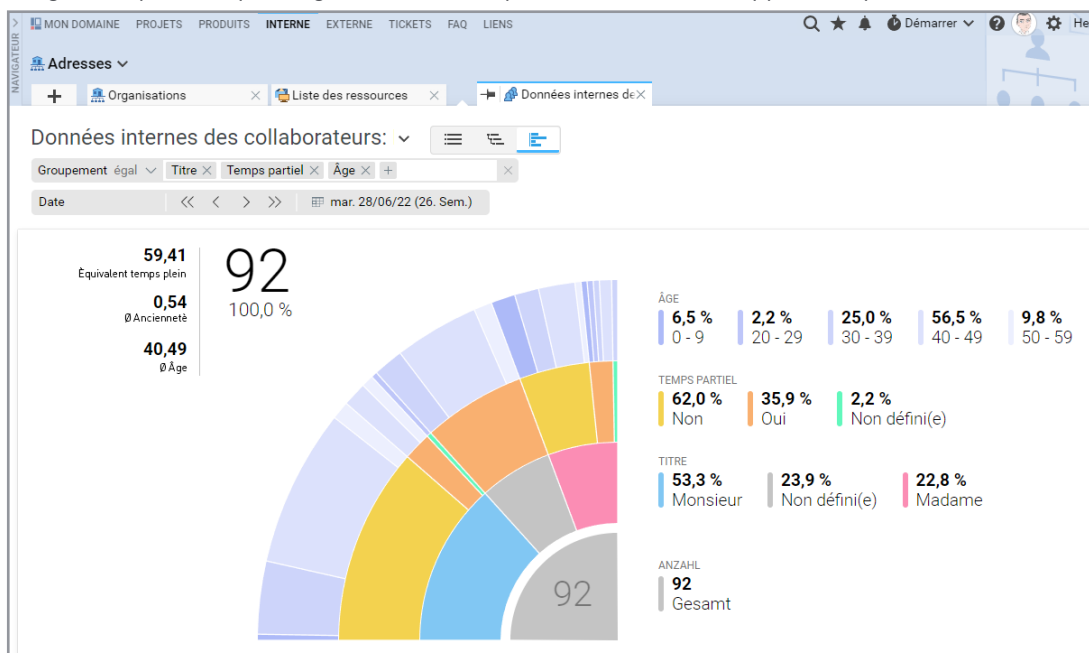 NAVIGATEUR
MON DOMAINE PROJETS PRODUITS INTERNE EXTERNE TICKETS FAQ LIENS Démarrer
Adresses
+ Organisations Liste des ressources Données internes de
Données internes des collaborateurs:
Groupement égal Titre Temps partiel Âge +
Date mar. 28/06/22 (26. Sem.)
59,41
Èquivalent temps plein
0,54
Ø Anciennetè
40,49
Ø Âge
92
100,0 %
ÂGE
6,5 % 2,2 % 25,0 % 56,5 % 9,8 %
0 - 9 20 - 29 30 - 39 40 - 49 50 - 59
TEMPS PARTIEL
62,0 % 35,9 % 2,2 %
Non Oui Non défini(e)
TITRE
53,3 % 23,9 % 22,8 %
Monsieur Non défini(e) Madame
ANZAHL
92
Gesamt
92